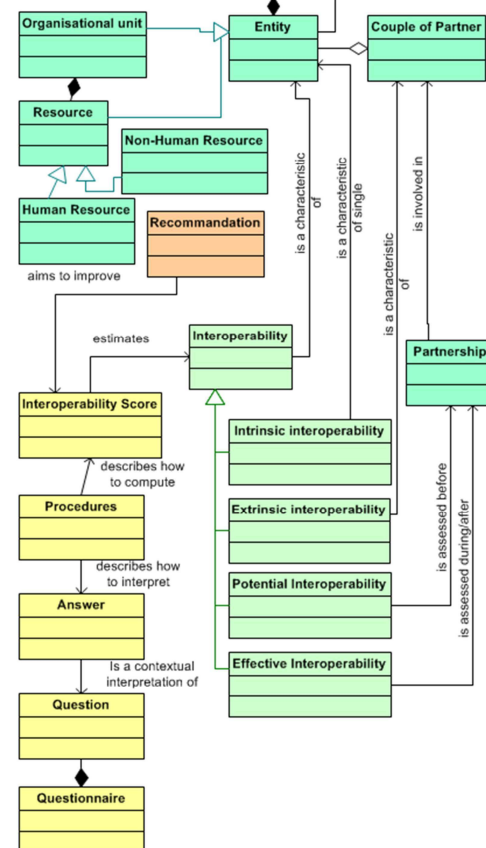 Organisational unit
Entity
Couple of Partner
Resource
Non-Human Resource
Human Resource
Recommandation
is a characteristic
of
is a characteristic
of single
is a characteristic
of
is involved in
aims to improve
estimates
Interoperability
Partnership
Interoperability Score
Intrinsic interoperability
describes how
to compute
Procedures
Extrinsic interoperability
is assessed before
is assessed during/after
describes how
to interpret
Potential Interoperability
Answer
Is a contextual
interpretation of
Effective Interoperability
Question
Questionnaire